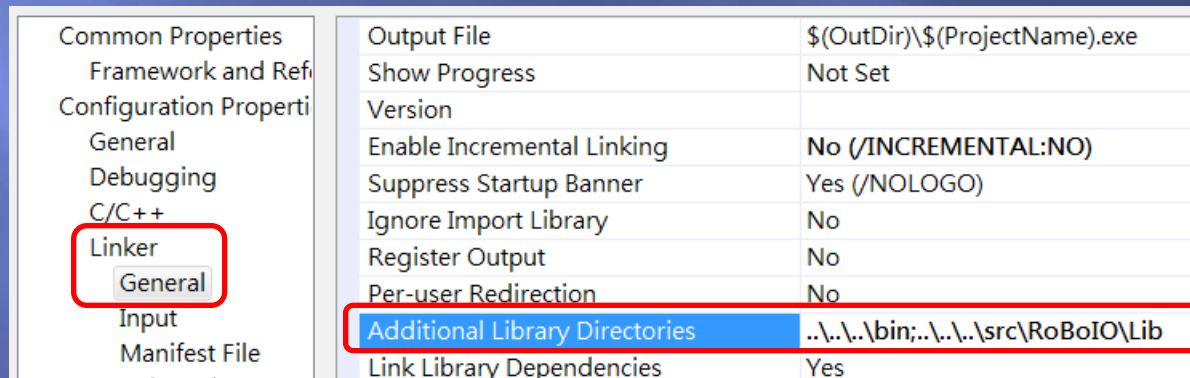 Common Properties
Framework and Ref
Configuration Properti
General
Debugging
C/C++
Linker
General
Input
Manifest File
Output File $(OutDir)\$(ProjectName).exe
Show Progress Not Set
Version
Enable Incremental Linking No (/INCREMENTAL:NO)
Suppress Startup Banner Yes (/NOLOGO)
Ignore Import Library No
Register Output No
Per-user Redirection No
Additional Library Directories ..\..\..\bin;..\..\..\src\RoBoIO\Lib
Link Library Dependencies Yes